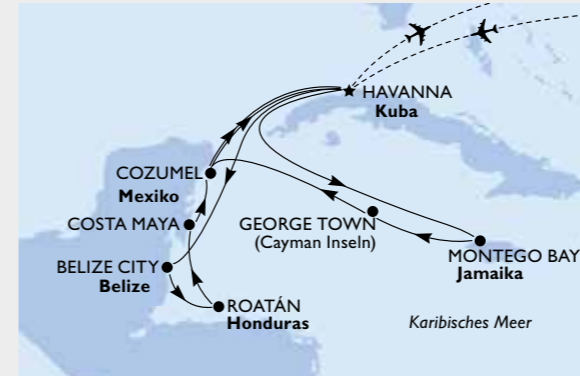 HAVANNA
Kuba
COZUMEL
Mexiko
COSTA MAYA
GEORGE TOWN
(Cayman Inseln)
MONTEGO BAY
Jamaika
BELIZE CITY
Belize
ROATÁN
Honduras
Karibisches Meer